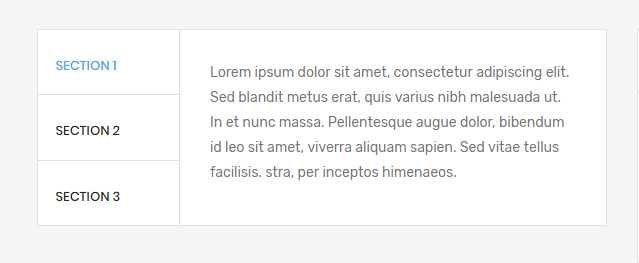 SECTION 1
SECTION 2
SECTION 3
Lorem ipsum dolor sit amet, consectetur adipiscing elit.
Sed blandit metus erat, quis varius nibh malesuada ut.
In et nunc massa. Pellentesque augue dolor, bibendum
id leo sit amet, viverra aliquam sapien. Sed vitae tellus
facilisis. stra, per inceptos himenaeos.